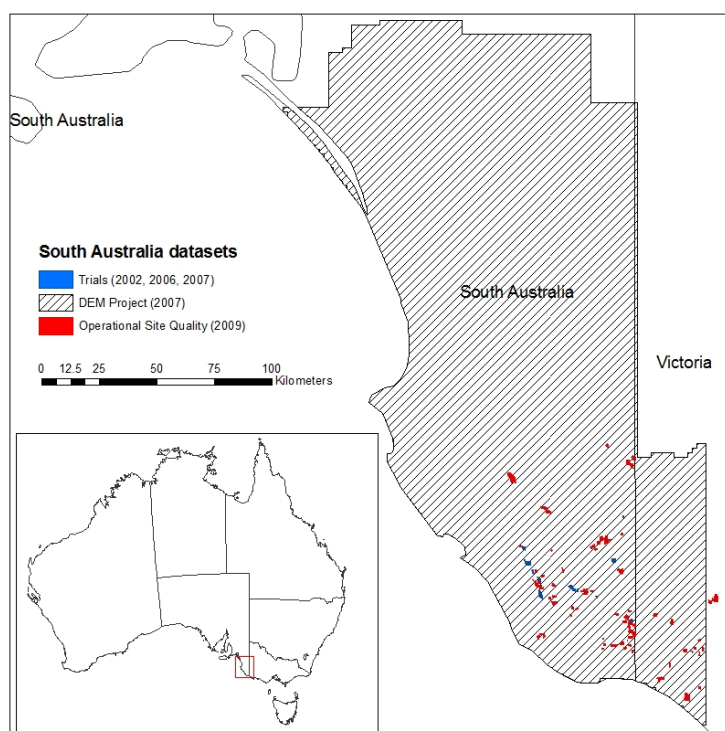 South Australia
South Australia datasets
Trials (2002, 2006, 2007)
DEM Project (2007)
Operational Site Quality (2009)
0 12.5 25 50 75 100
Kilometers
South Australia
Victoria